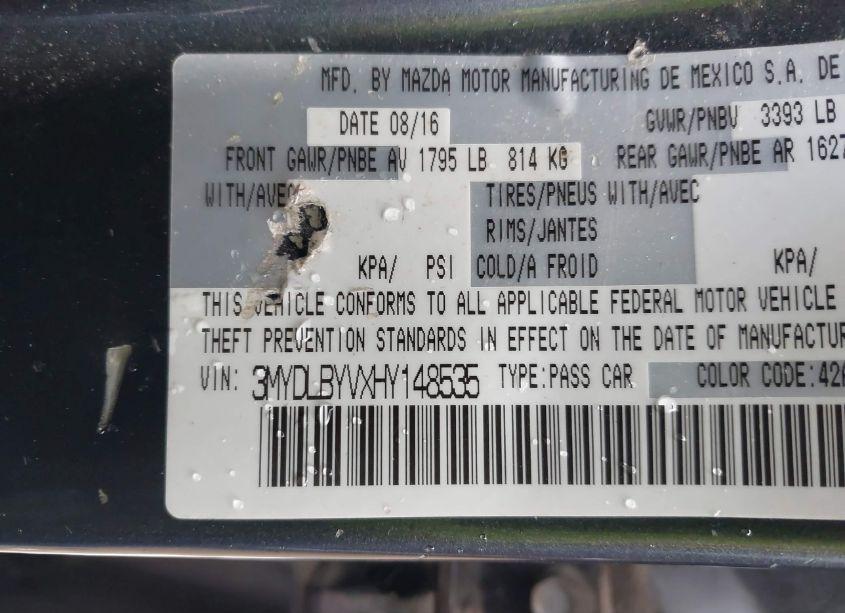 MFD. BY MAZDA MOTOR MANUFACTURING DE MEXICO S.A. DE
DATE 08/16 GVWR/PNBV 3393 LB
FRONT GAWR/PNBE AV 1795 LB 814 KG REAR GAWR/PNBE AR 1627
WITH/AVEC TIRES/PNEUS WITH/AVEC
RIMS/JANTES
KPA/ PSI COLD/A FROID KPA/
THIS VEHICLE CONFORMS TO ALL APPLICABLE FEDERAL MOTOR VEHICLE
THEFT PREVENTION STANDARDS IN EFFECT ON THE DATE OF MANUFACTUR
VIN: 3MYDLBYVXHY148535 TYPE:PASS CAR COLOR CODE:42A